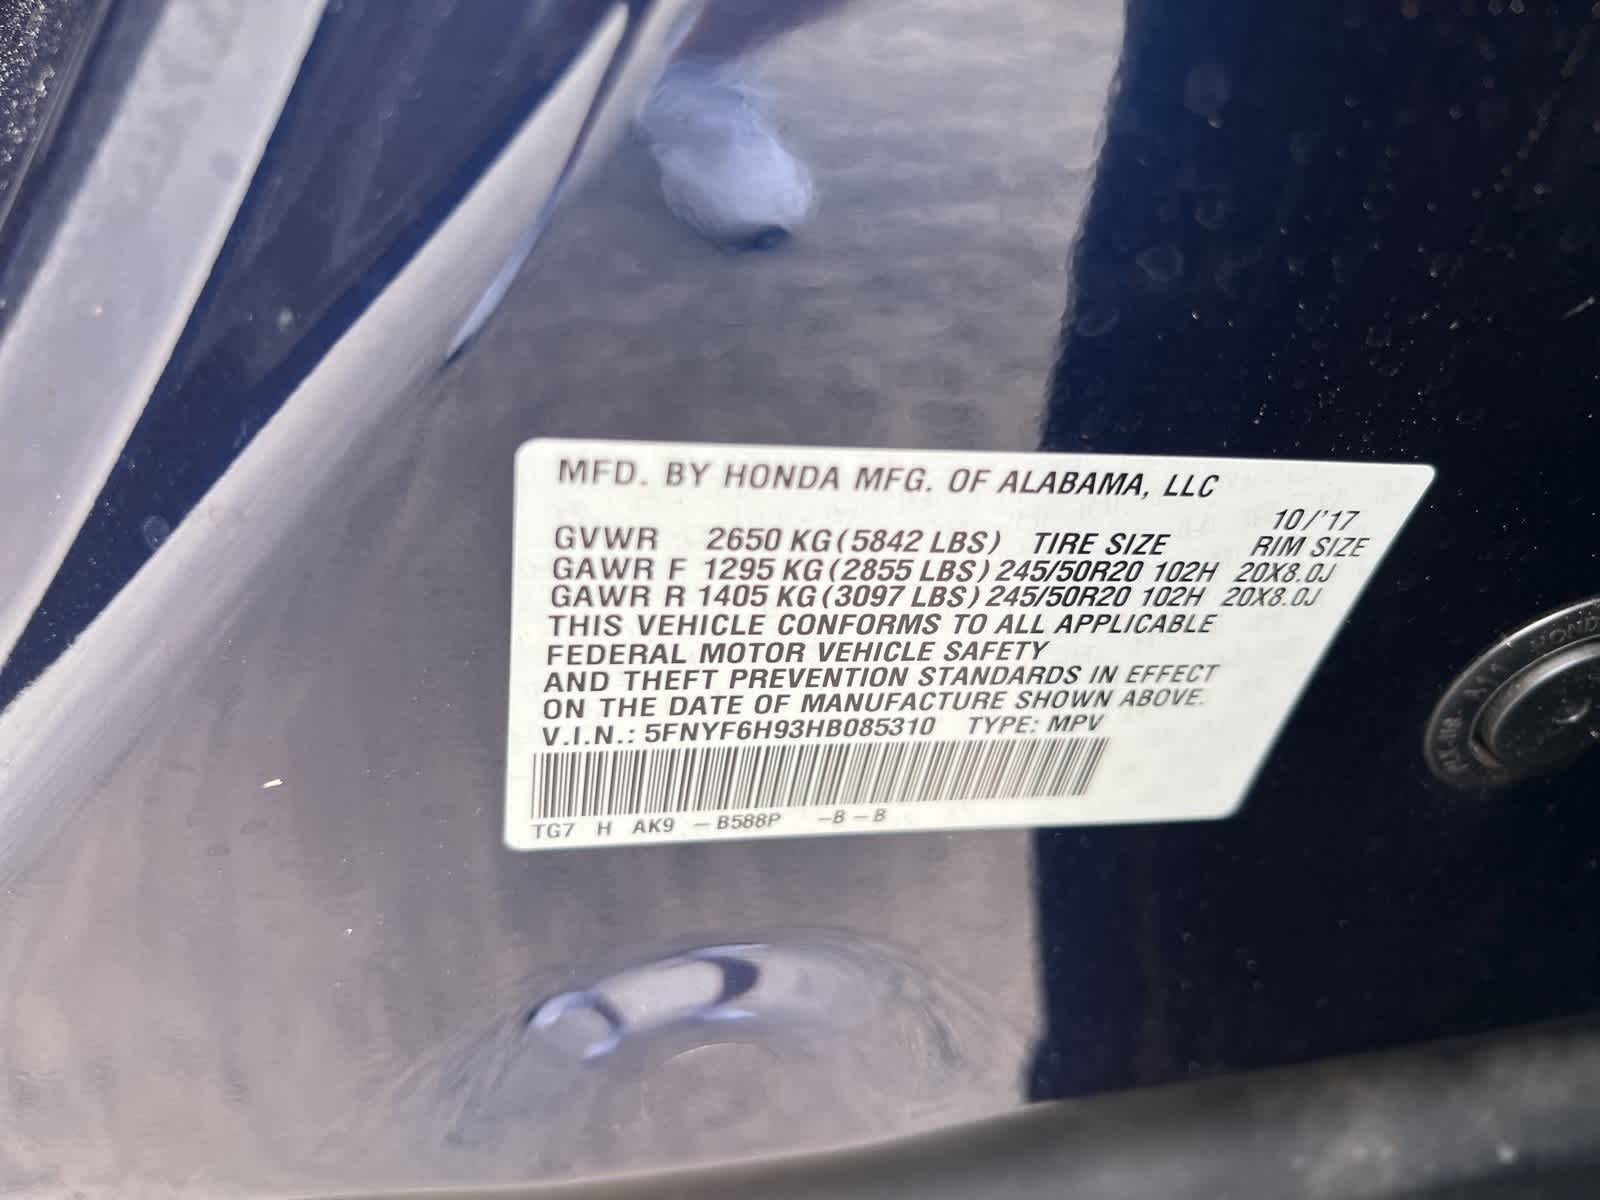 MFD. BY HONDA MFG. OF ALABAMA, LLC
10/'17
GVWR 2650 KG (5842 LBS) TIRE SIZE RIM SIZE
GAWR F 1295 KG (2855 LBS) 245/50R20 102H 20X8.0J
GAWR R 1405 KG (3097 LBS) 245/50R20 102H 20X8.0J
THIS VEHICLE CONFORMS TO ALL APPLICABLE
FEDERAL MOTOR VEHICLE SAFETY
AND THEFT PREVENTION STANDARDS IN EFFECT
ON THE DATE OF MANUFACTURE SHOWN ABOVE.
V.I.N.: 5FNYF6H93HB085310 TYPE: MPV
TG7 H AK9 -B588P -B-B